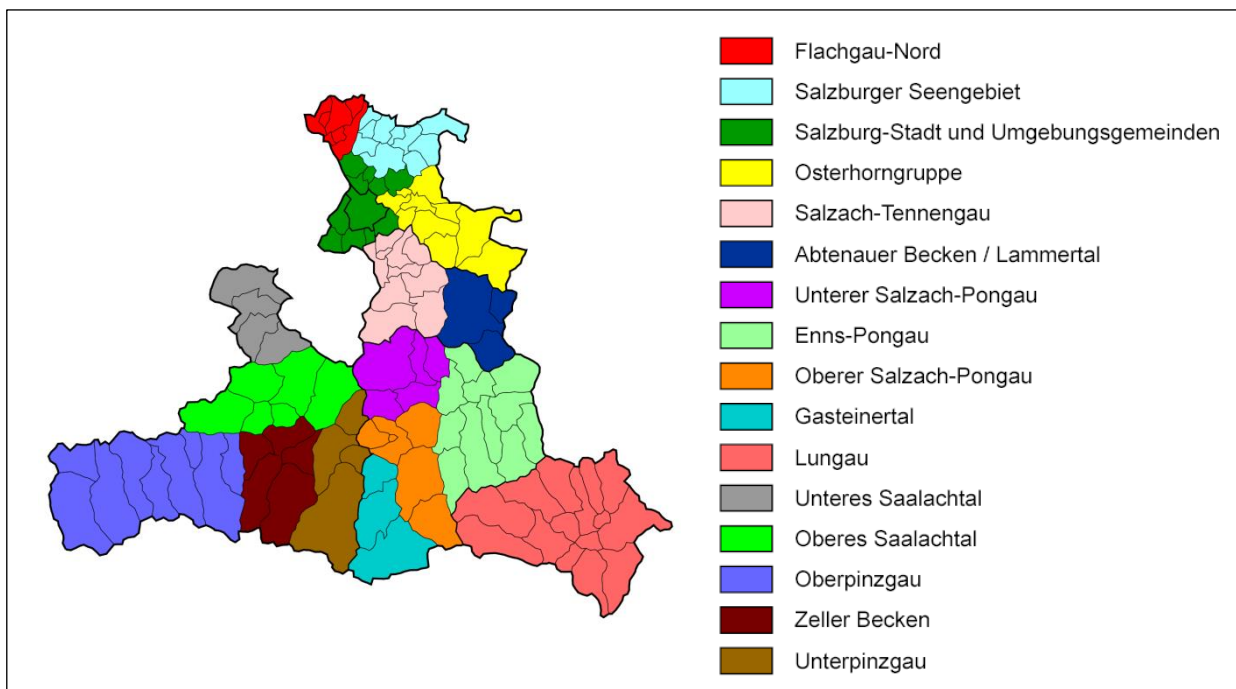 Flachgau-Nord
Salzburger Seengebiet
Salzburg-Stadt und Umgebungsgemeinden
Osterhorngruppe
Salzach-Tennengau
Abtenauer Becken / Lammertal
Unterer Salzach-Pongau
Enns-Pongau
Oberer Salzach-Pongau
Gasteinertal
Lungau
Unteres Saalachtal
Oberes Saalachtal
Oberpinzgau
Zeller Becken
Unterpinzgau